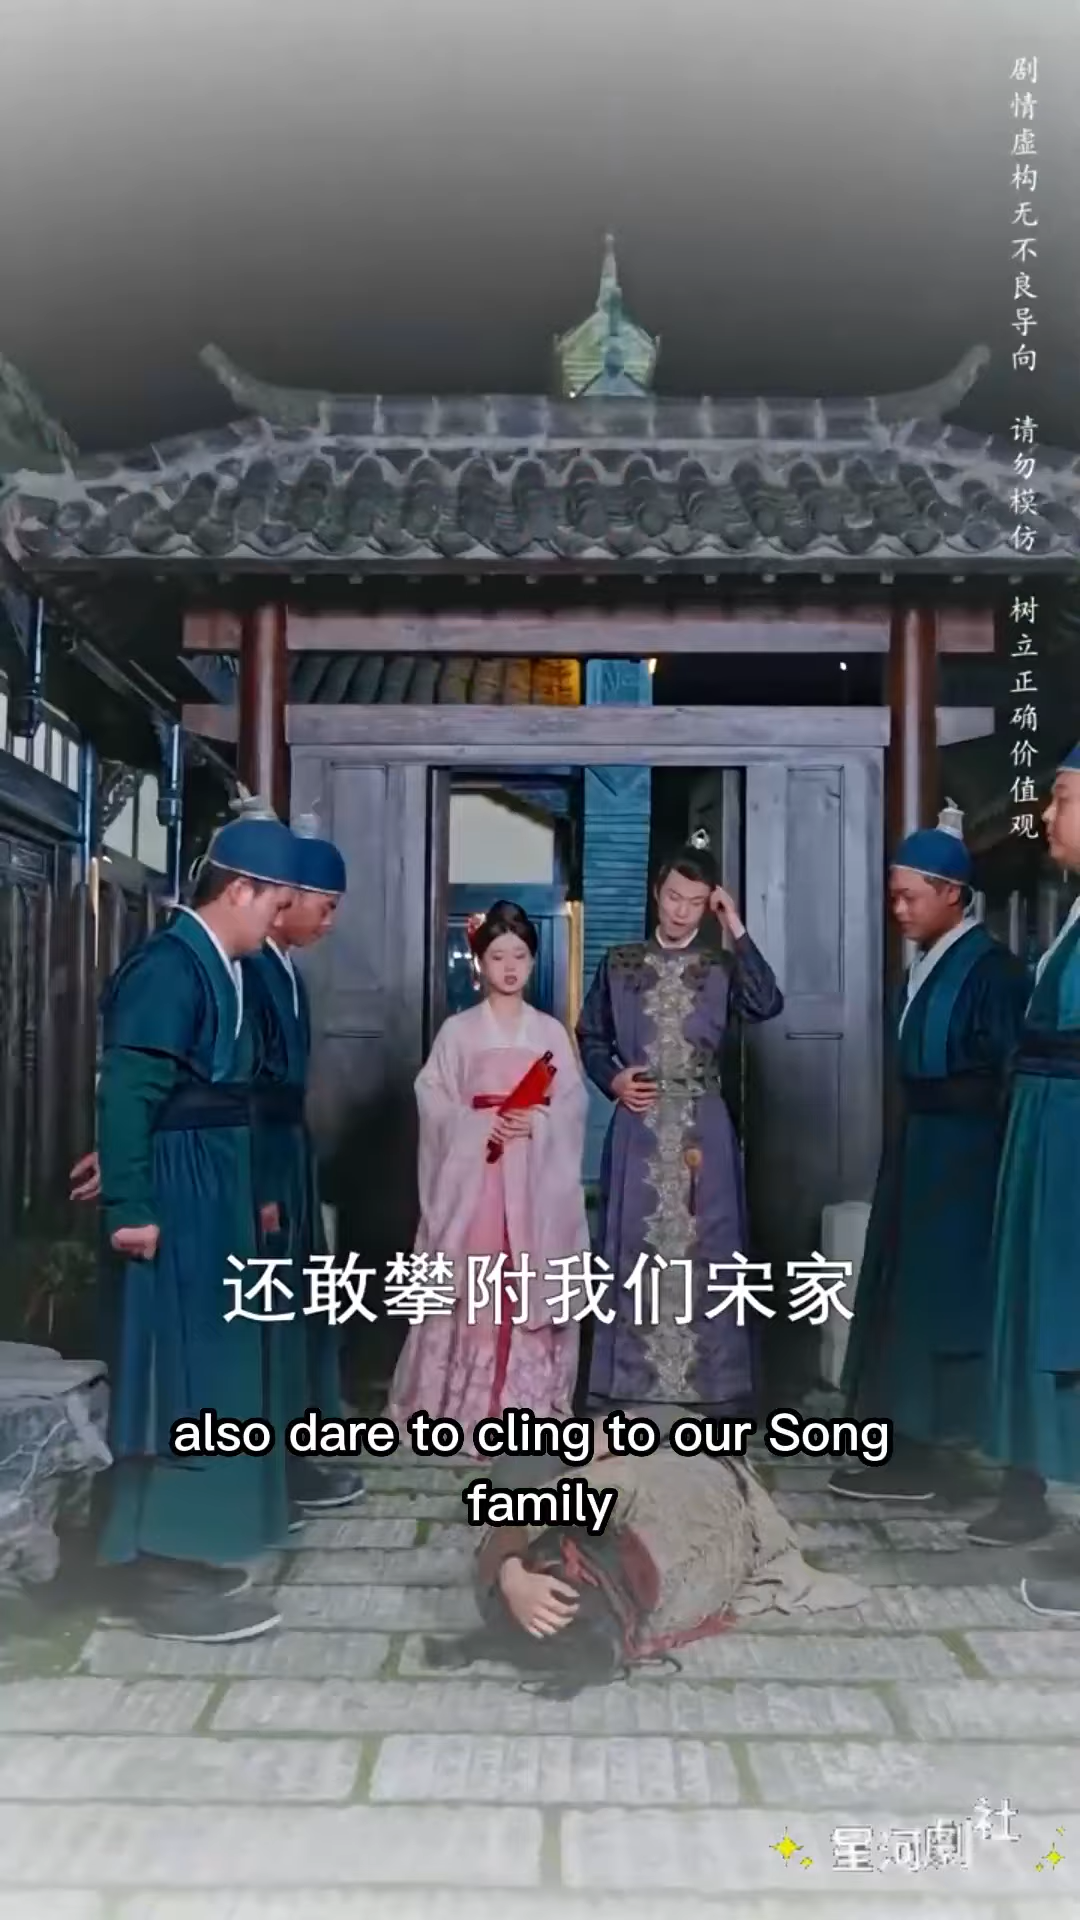 剧情虚构无不良导向 请勿模仿 树立正确价值观
还敢攀附我们宋家
also dare to cling to our Song
family
星河劇社